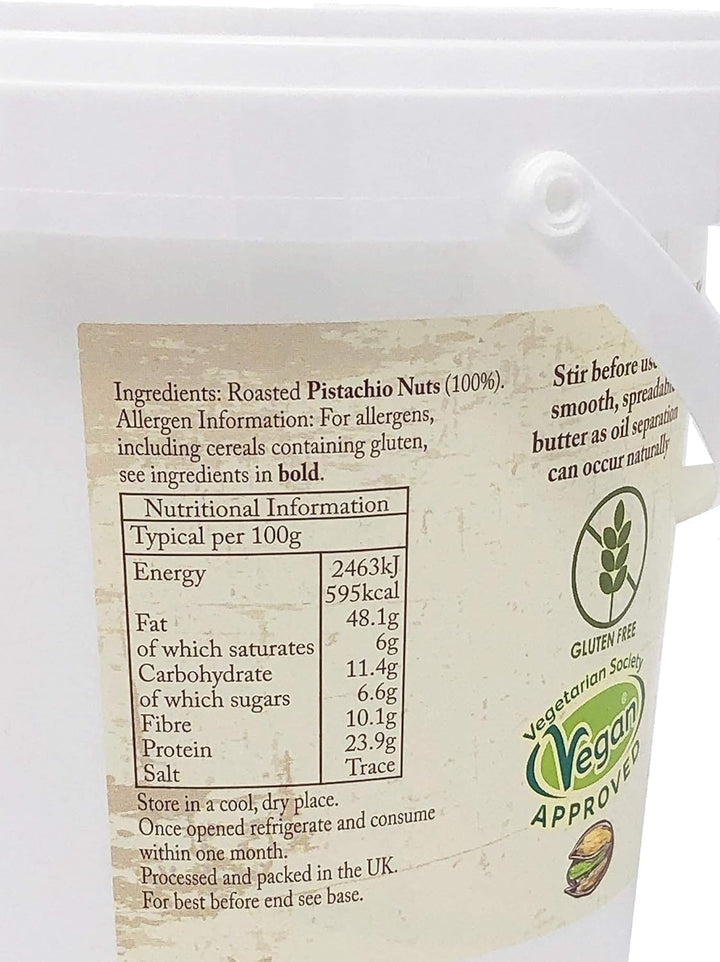 Ingredients: Roasted Pistachio Nuts (100%).
Allergen Information: For allergens,
including cereals containing gluten,
see ingredients in bold.
Nutritional Information
Typical per 100g
Energy 2463kJ
595kcal
Fat 48.1g
of which saturates 6g
Carbohydrate 11.4g
of which sugars 6.6g
Fibre 10.1g
Protein 23.9g
Salt Trace
Store in a cool, dry place.
Once opened refrigerate and consume
within one month.
Processed and packed in the UK.
For best before end see base.
Stir before
smooth,
butter as oil separation
can occur naturally
GLUTEN FREE
Vegetarian Society
Vegan
APPROVED